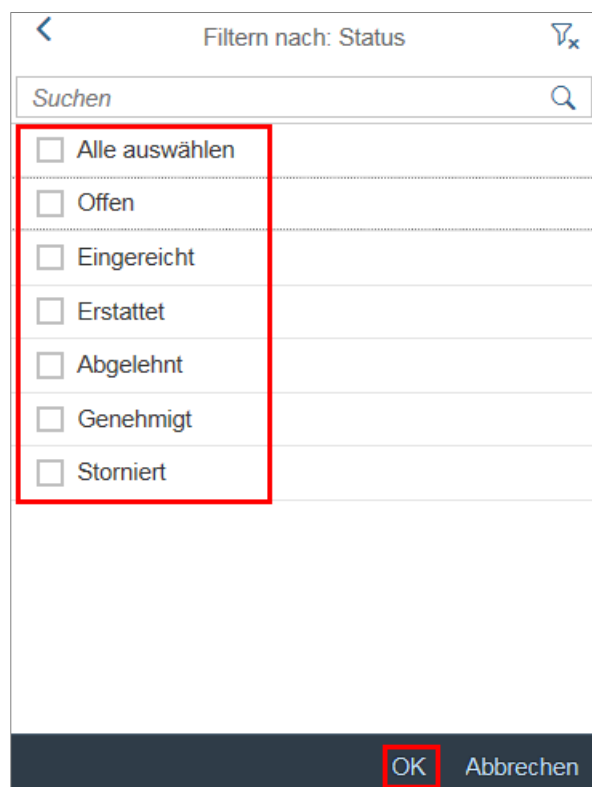 Filtern nach: Status
Suchen
Alle auswählen
Offen
Eingereicht
Erstattet
Abgelehnt
Genehmigt
Storniert
OK Abbrechen